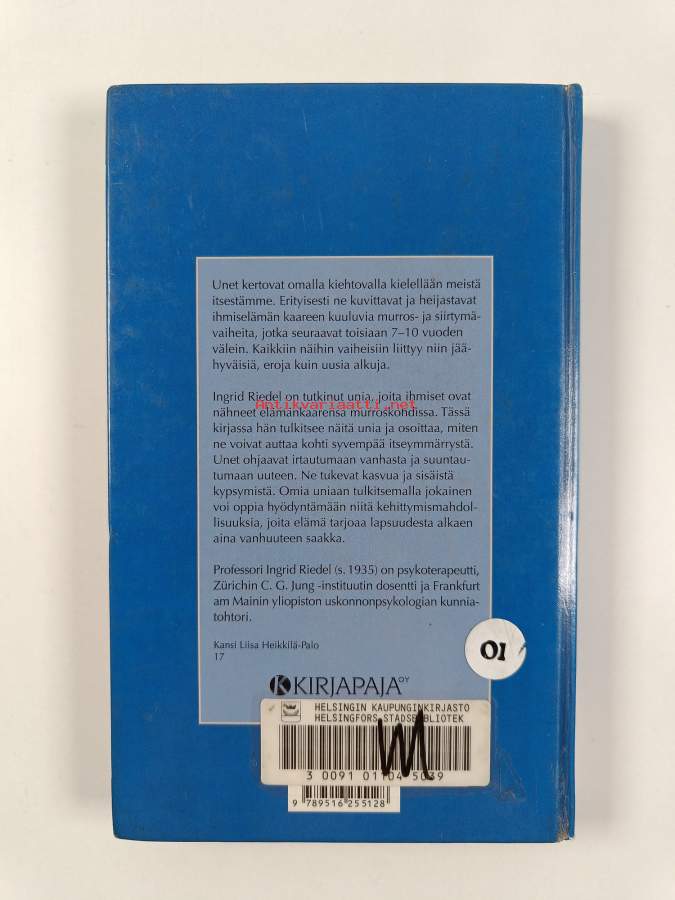 Unet kertovat omalla kiehtovalla kielellään meistä
itsestämme. Erityisesti ne kuvittavat ja heijastavat
ihmiselämän kaareen kuuluvia murros- ja siirtymä-
vaiheita, jotka seuraavat toisiaan 7–10 vuoden
välein. Kaikkiin näihin vaiheisiin liittyy niin jää-
hyväisiä, eroja kuin uusia alkuja.
Ingrid Riedel on tutkinut unia, joita ihmiset ovat
Antikvariaatti.net
nähneet elämänkaarensa murroskohdissa. Tässä
kirjassa hän tulkitsee näitä unia ja osoittaa, miten
ne voivat auttaa kohti syvempää itseymmärrystä.
Unet ohjaavat irtautumaan vanhasta ja suuntau-
tumaan uuteen. Ne tukevat kasvua ja sisäistä
kypsymistä. Omia uniaan tulkitsemalla jokainen
voi oppia hyödyntämään niitä kehittymismahdol-
lisuuksia, joita elämä tarjoaa lapsuudesta alkaen
aina vanhuuteen saakka.
Professori Ingrid Riedel (s. 1935) on psykoterapeutti,
Zürichin C. G. Jung -instituutin dosentti ja Frankfurt
am Mainin yliopiston uskonnonpsykologian kunnia-
tohtori.
Kansi Liisa Heikkilä-Palo
17
01
KIRJAPAJA OY
HELSINGIN KAUPUNGINKIRJASTO
HELSINGFORS STADSBIBLIOTEK
3 0091 01104 5039
9 789516 255128